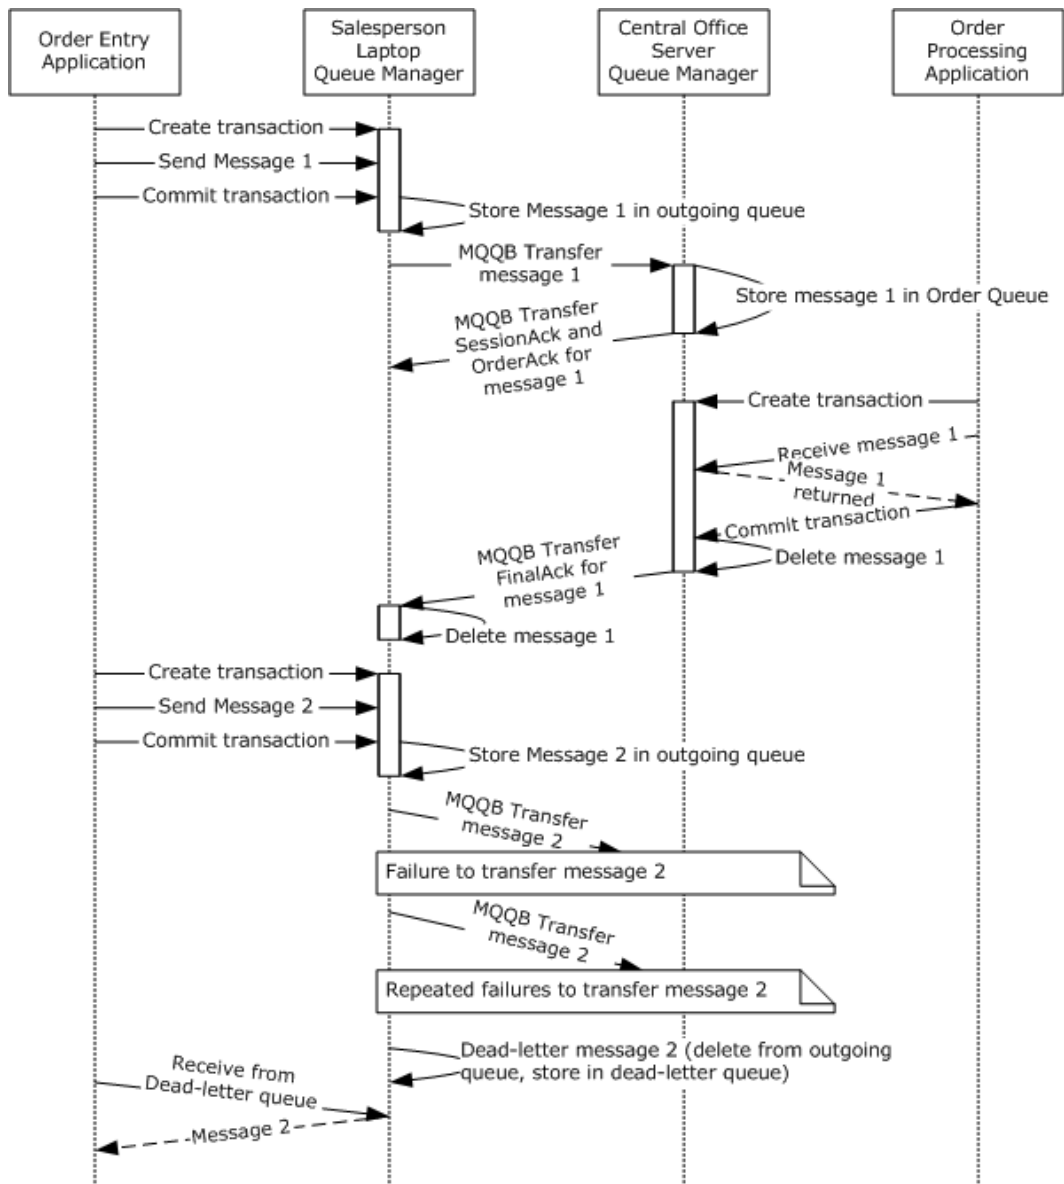 Order Entry
Application
Salesperson
Laptop
Queue Manager
Central Office
Server
Queue Manager
Order
Processing
Application
Create transaction
Send Message 1
Commit transaction
Store Message 1 in outgoing queue
MQQB Transfer
message 1
Store message 1 in Order Queue
MQQB Transfer
SessionAck and
OrderAck for
message 1
Create transaction
Receive message 1
Message 1
returned
Commit transaction
Delete message 1
MQQB Transfer
FinalAck for
message 1
Delete message 1
Create transaction
Send Message 2
Commit transaction
Store Message 2 in outgoing queue
MQQB Transfer
message 2
Failure to transfer message 2
MQQB Transfer
message 2
Repeated failures to transfer message 2
Dead-letter message 2 (delete from outgoing
queue, store in dead-letter queue)
Receive from
Dead-letter queue
Message 2